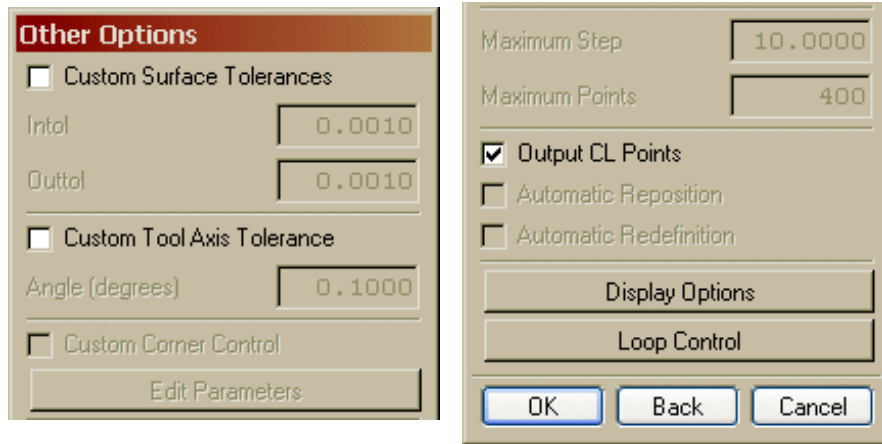 Other Options
Custom Surface Tolerances
Intol 0.0010
Outtol 0.0010
Custom Tool Axis Tolerance
Angle (degrees) 0.1000
Custom Corner Control
Edit Parameters
Maximum Step 10.0000
Maximum Points 400
Output CL Points
Automatic Reposition
Automatic Redefinition
Display Options
Loop Control
OK Back Cancel